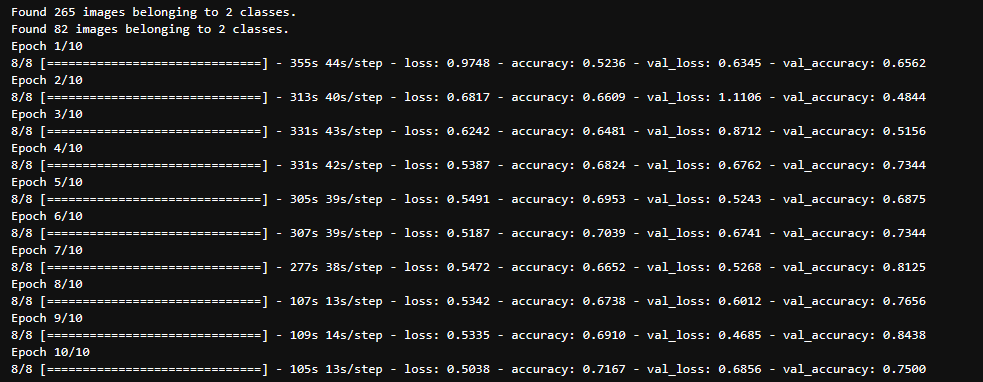 Found 265 images belonging to 2 classes.
Found 82 images belonging to 2 classes.
Epoch 1/10
8/8 [==============================] - 355s 44s/step - loss: 0.9748 - accuracy: 0.5236 - val_loss: 0.6345 - val_accuracy: 0.6562
Epoch 2/10
8/8 [==============================] - 313s 40s/step - loss: 0.6817 - accuracy: 0.6609 - val_loss: 1.1106 - val_accuracy: 0.4844
Epoch 3/10
8/8 [==============================] - 331s 43s/step - loss: 0.6242 - accuracy: 0.6481 - val_loss: 0.8712 - val_accuracy: 0.5156
Epoch 4/10
8/8 [==============================] - 331s 42s/step - loss: 0.5387 - accuracy: 0.6824 - val_loss: 0.6762 - val_accuracy: 0.7344
Epoch 5/10
8/8 [==============================] - 305s 39s/step - loss: 0.5491 - accuracy: 0.6953 - val_loss: 0.5243 - val_accuracy: 0.6875
Epoch 6/10
8/8 [==============================] - 307s 39s/step - loss: 0.5187 - accuracy: 0.7039 - val_loss: 0.6741 - val_accuracy: 0.7344
Epoch 7/10
8/8 [==============================] - 277s 38s/step - loss: 0.5472 - accuracy: 0.6652 - val_loss: 0.5268 - val_accuracy: 0.8125
Epoch 8/10
8/8 [==============================] - 107s 13s/step - loss: 0.5342 - accuracy: 0.6738 - val_loss: 0.6012 - val_accuracy: 0.7656
Epoch 9/10
8/8 [==============================] - 109s 14s/step - loss: 0.5335 - accuracy: 0.6910 - val_loss: 0.4685 - val_accuracy: 0.8438
Epoch 10/10
8/8 [==============================] - 105s 13s/step - loss: 0.5038 - accuracy: 0.7167 - val_loss: 0.6856 - val_accuracy: 0.7500